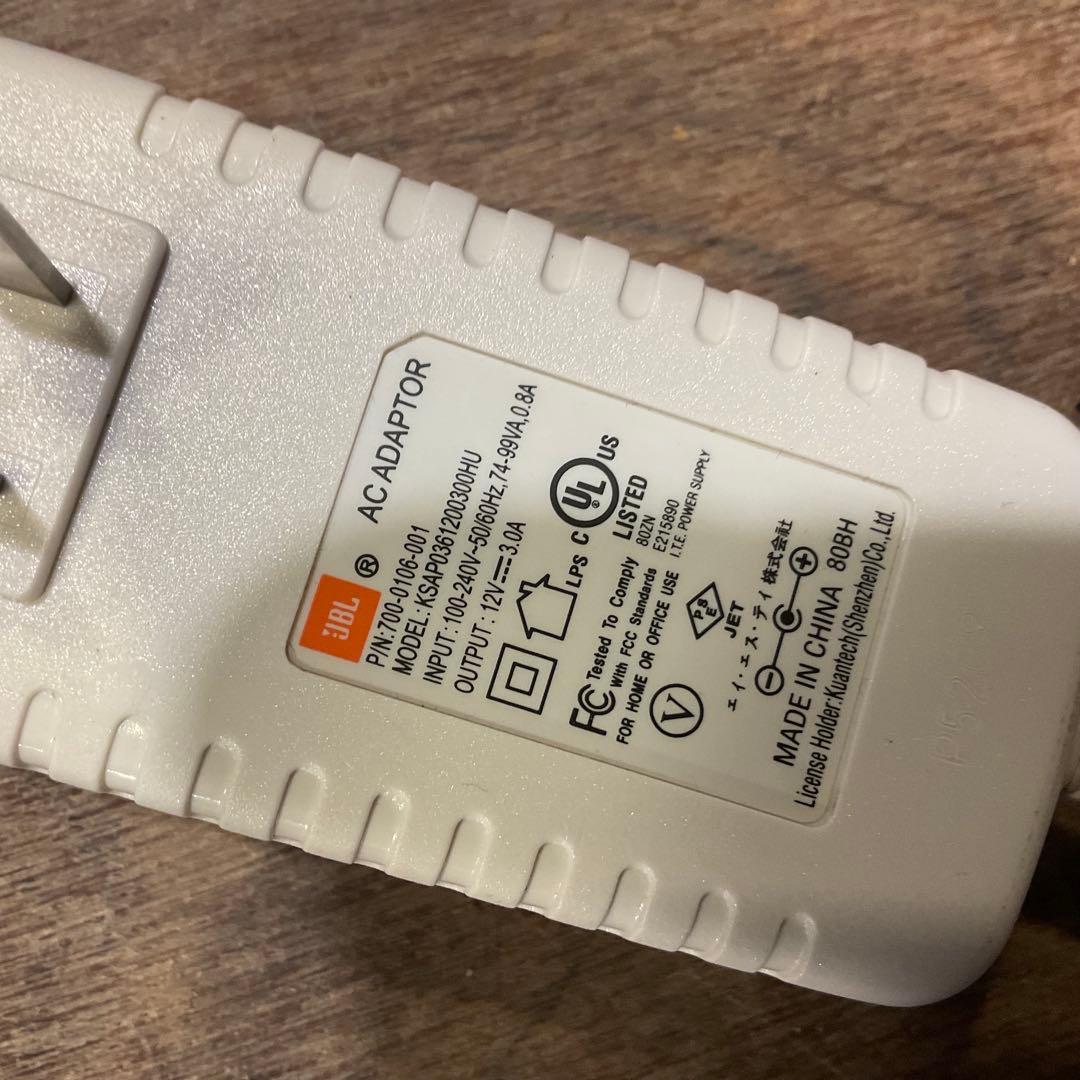 JBL® AC ADAPTOR
P/N:700-0106-001
MODEL:KSAP0361200300HU
INPUT:100-240V~50/60Hz,74-99VA,0.8A
OUTPUT:12V⎓3.0A
LPS
C UL US
LISTED
80ZN
E215890
I.T.E. POWER SUPPLY
FC Tested To Comply
With FCC Standards
FOR HOME OR OFFICE USE
V
PSE
JET
エィ・エス・ティ株式会社
MADE IN CHINA 80BH
License Holder:Kuantech(Shenzhen)Co.,Ltd.